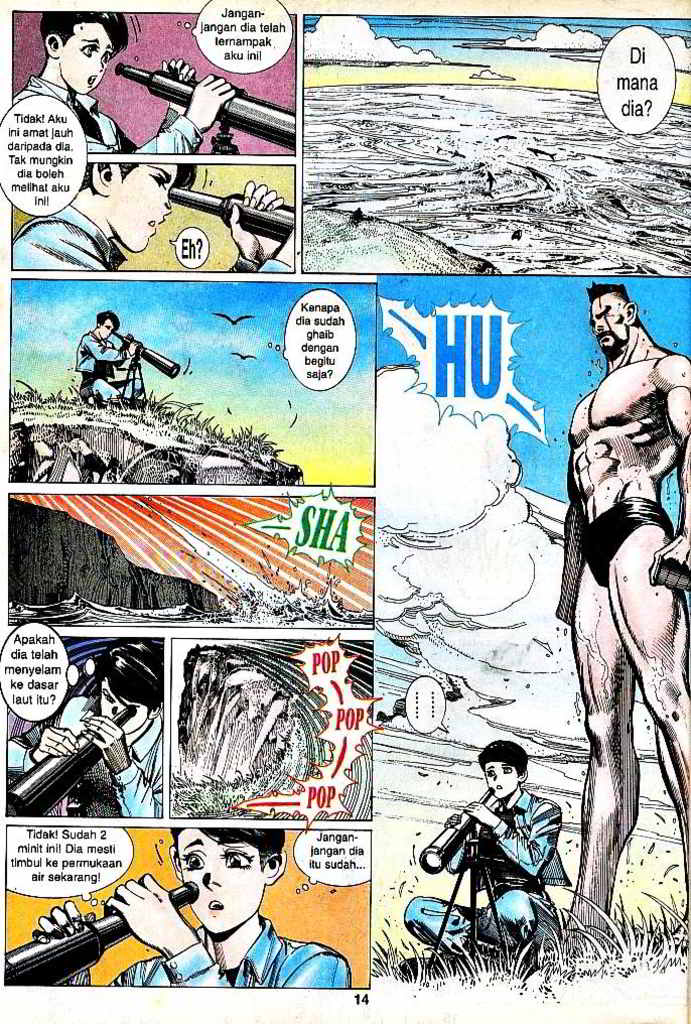 Jangan-
jangan dia telah
ternampak
aku ini!
Tidak! Aku
ini amat jauh
daripada dia.
Tak mungkin
dia boleh
melihat aku
ini!
Eh?
Di
mana
dia?
Kenapa
dia sudah
ghaib
dengan
begitu
saja?
HU
SHA
Apakah
dia telah
menyelam
ke dasar
laut itu?
POP
POP
POP
......
Tidak! Sudah 2
minit ini! Dia mesti
timbul ke permukaan
air sekarang!
Jangan-
jangan dia
itu sudah...
14